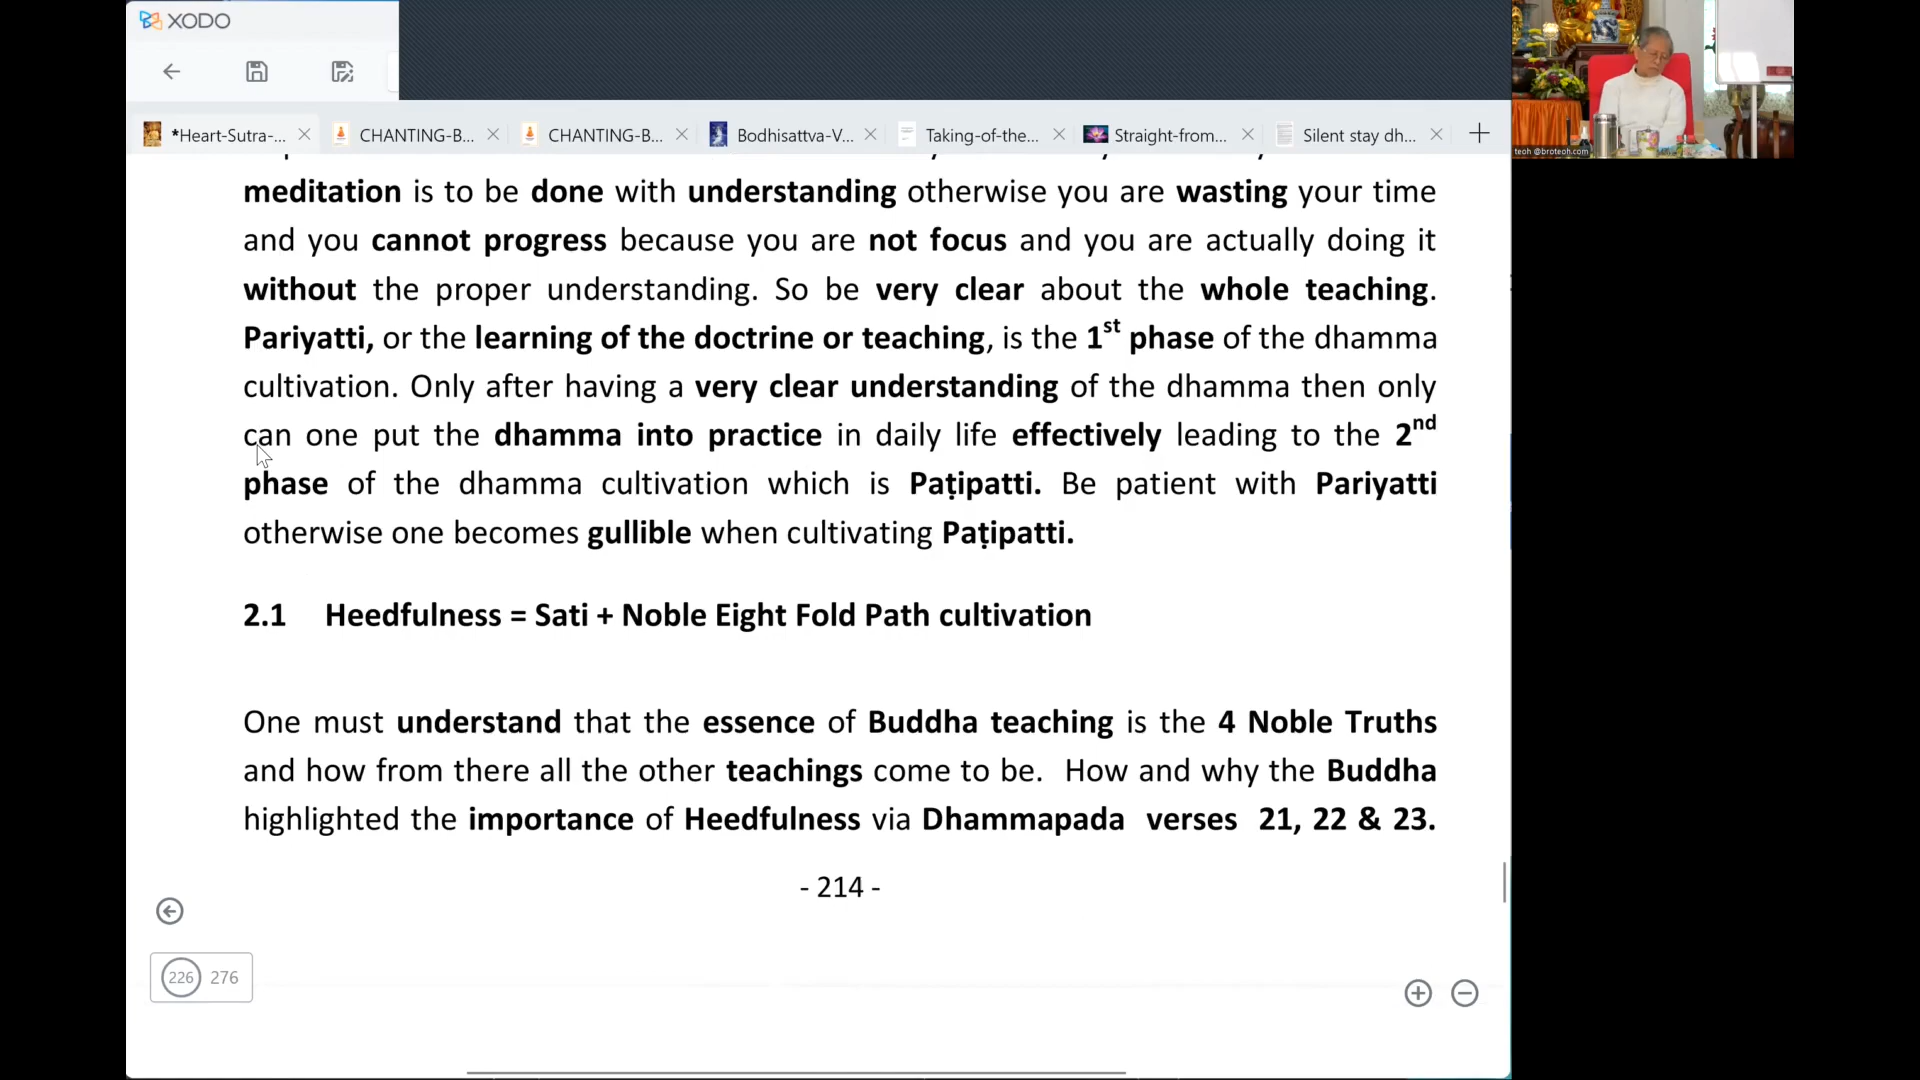 XODO
*Heart-Sutra-...
CHANTING-B...
CHANTING-B...
Bodhisattva-V...
Taking-of-the...
Straight-from...
Silent stay dh...
teoh @broteoh.com
meditation is to be done with understanding otherwise you are wasting your time
and you cannot progress because you are not focus and you are actually doing it
without the proper understanding. So be very clear about the whole teaching.
Pariyatti, or the learning of the doctrine or teaching, is the 1st phase of the dhamma
cultivation. Only after having a very clear understanding of the dhamma then only
can one put the dhamma into practice in daily life effectively leading to the 2nd
phase of the dhamma cultivation which is Paṭipatti. Be patient with Pariyatti
otherwise one becomes gullible when cultivating Paṭipatti.
2.1 Heedfulness = Sati + Noble Eight Fold Path cultivation
One must understand that the essence of Buddha teaching is the 4 Noble Truths
and how from there all the other teachings come to be. How and why the Buddha
highlighted the importance of Heedfulness via Dhammapada verses 21, 22 & 23.
- 214 -
226 276